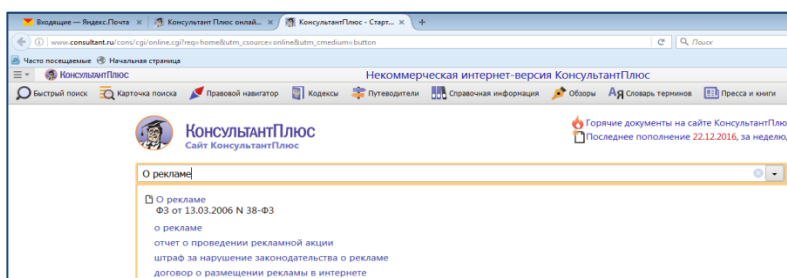 Входящие — Яндекс.Почта × Консультант Плюс онлай... × КонсультантПлюс - Старт... × +
www.consultant.ru/cons/cgi/online.cgi?req=home&utm_csource=online&utm_cmedium=button Поиск
Часто посещаемые Начальная страница
КонсультантПлюс Некоммерческая интернет-версия КонсультантПлюс
Быстрый поиск Карточка поиска Правовой навигатор Кодексы Путеводители Справочная информация Обзоры Словарь терминов Пресса и книги
КонсультантПлюс
Сайт КонсультантПлюс
Горячие документы на сайте КонсультантПлю
Последнее пополнение 22.12.2016, за неделю,
О рекламе
О рекламе
ФЗ от 13.03.2006 N 38-ФЗ
о рекламе
отчет о проведении рекламной акции
штраф за нарушение законодательства о рекламе
договор о размещении рекламы в интернете